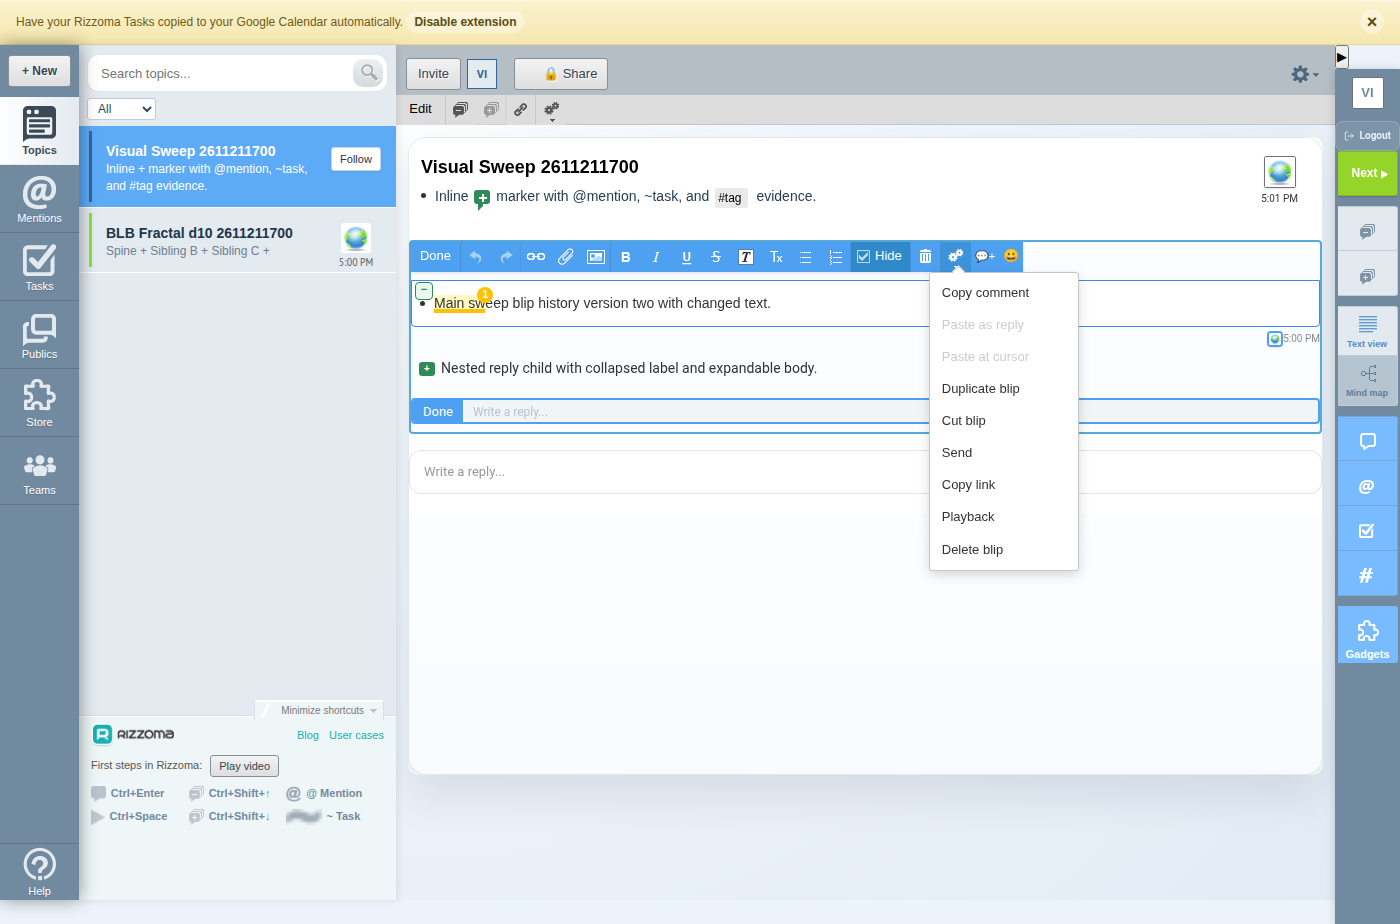 Have your Rizzoma Tasks copied to your Google Calendar automatically. Disable extension ×
+ New
Topics
Mentions
Tasks
Publics
Store
Teams
Help
Search topics...
All
Visual Sweep 2611211700
Inline + marker with @mention, ~task,
and #tag evidence.
Follow
BLB Fractal d10 2611211700
Spine + Sibling B + Sibling C +
5:00 PM
Minimize shortcuts
RIZZOMA
Blog User cases
First steps in Rizzoma: Play video
Ctrl+Enter Ctrl+Shift+↑ @ Mention
Ctrl+Space Ctrl+Shift+↓ ~ Task
Invite VI 🔒 Share
Edit
Visual Sweep 2611211700
• Inline + marker with @mention, ~task, and #tag evidence.
5:01 PM
Done B I U S T Tx Hide
1
• Main sweep blip history version two with changed text.
5:00 PM
+ Nested reply child with collapsed label and expandable body.
Done Write a reply...
Write a reply...
Copy comment
Paste as reply
Paste at cursor
Duplicate blip
Cut blip
Send
Copy link
Playback
Delete blip
VI
Logout
Next ▶
Text view
Mind map
@
#
Gadgets